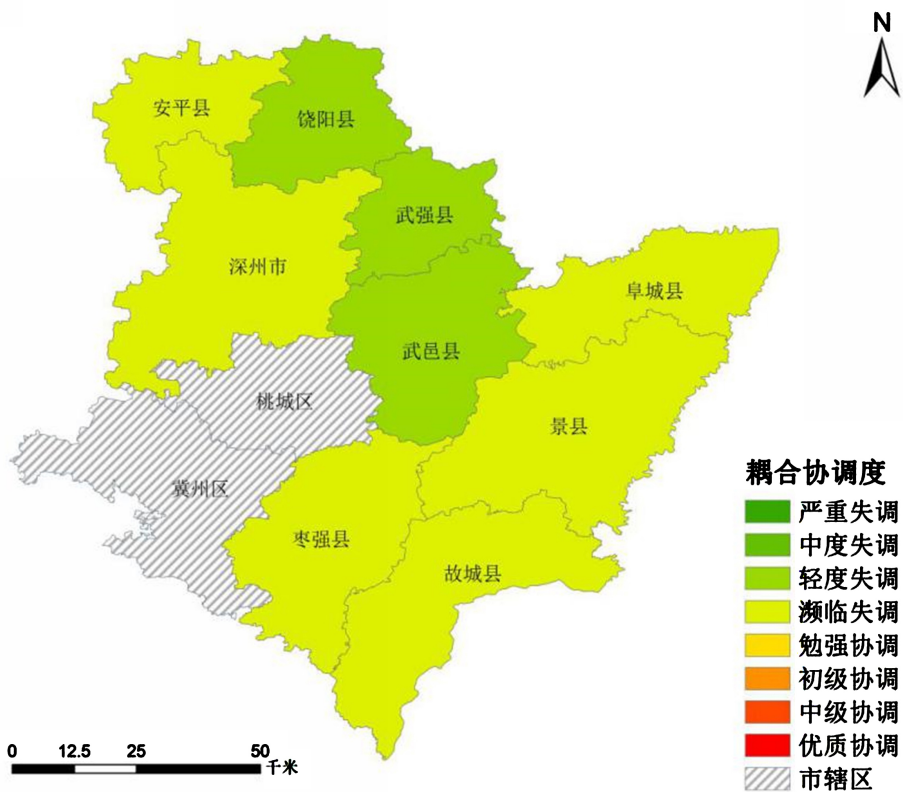 N
安平县
饶阳县
武强县
深州市
阜城县
武邑县
桃城区
景县
冀州区
枣强县
故城县
耦合协调度
严重失调
中度失调
轻度失调
濒临失调
勉强协调
初级协调
中级协调
优质协调
市辖区
0 12.5 25 50
千米